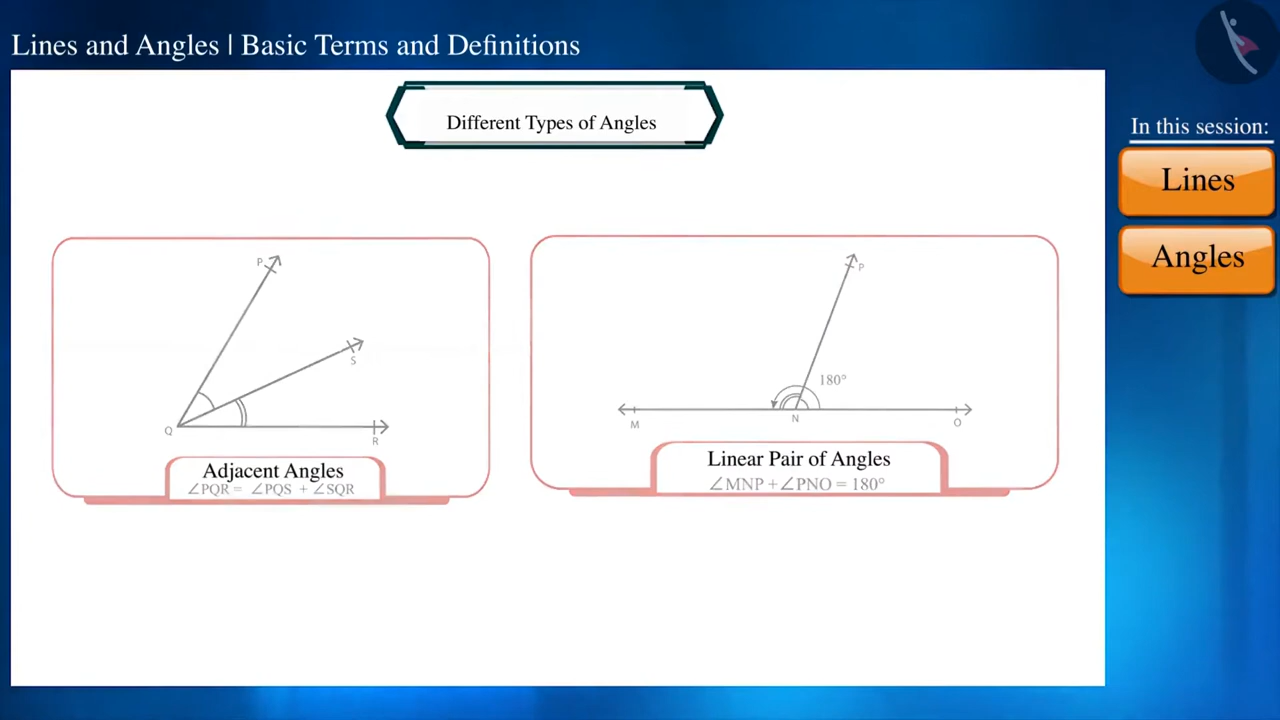 Lines and Angles | Basic Terms and Definitions
In this session:
Lines
Angles
Different Types of Angles
P
S
Q
R
Adjacent Angles
∠PQR = ∠PQS + ∠SQR
P
180°
M
N
O
Linear Pair of Angles
∠MNP + ∠PNO = 180°